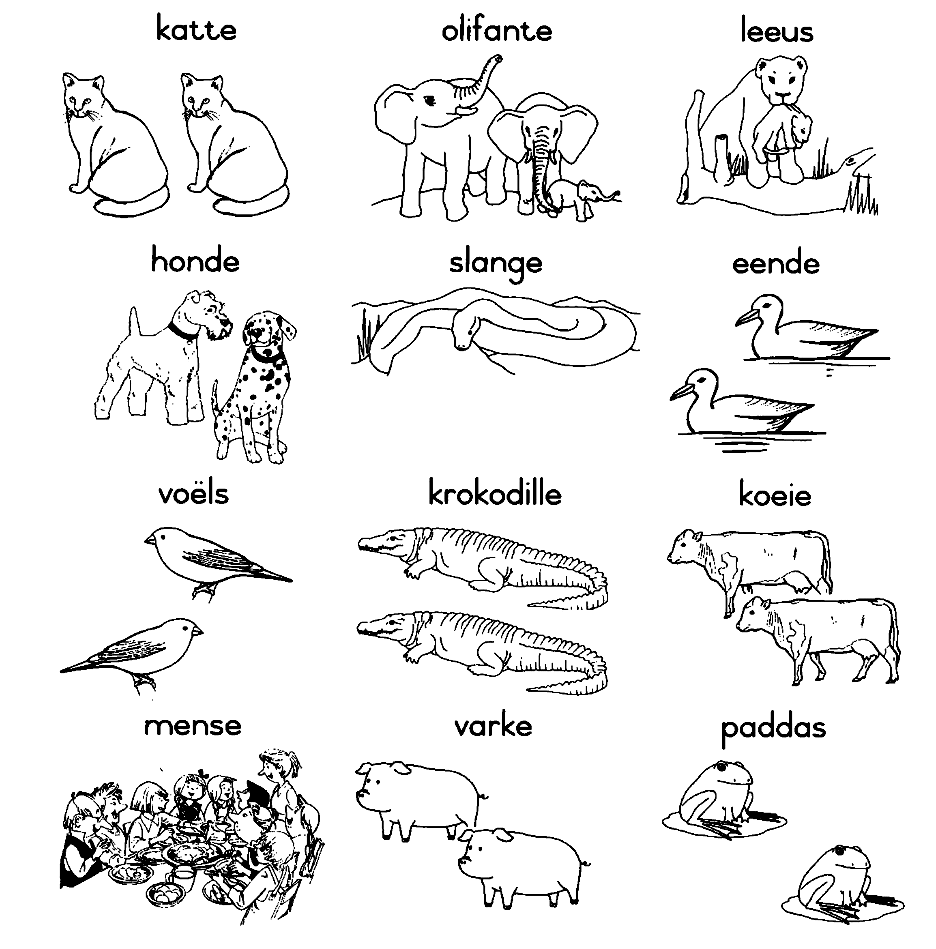 katte
olifante
leeus
honde
slange
eende
voëls
krokodille
koeie
mense
varke
paddas